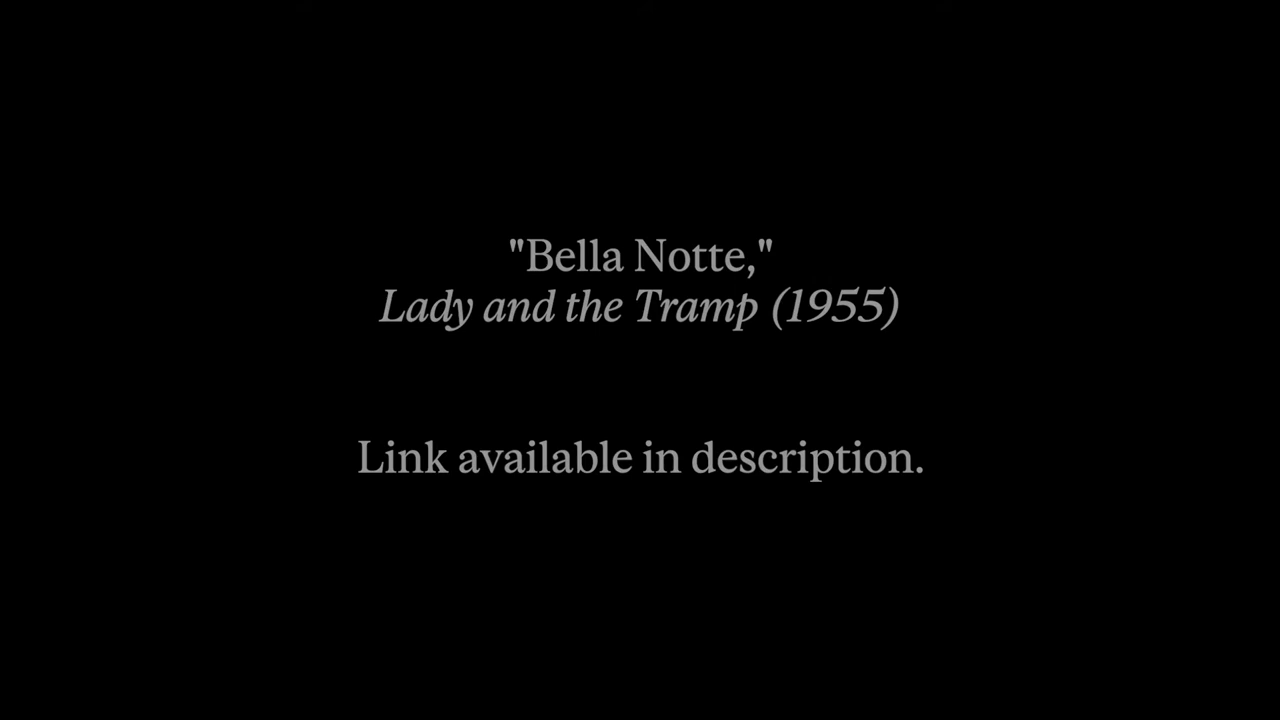 "Bella Notte,"
Lady and the Tramp (1955)
Link available in description.